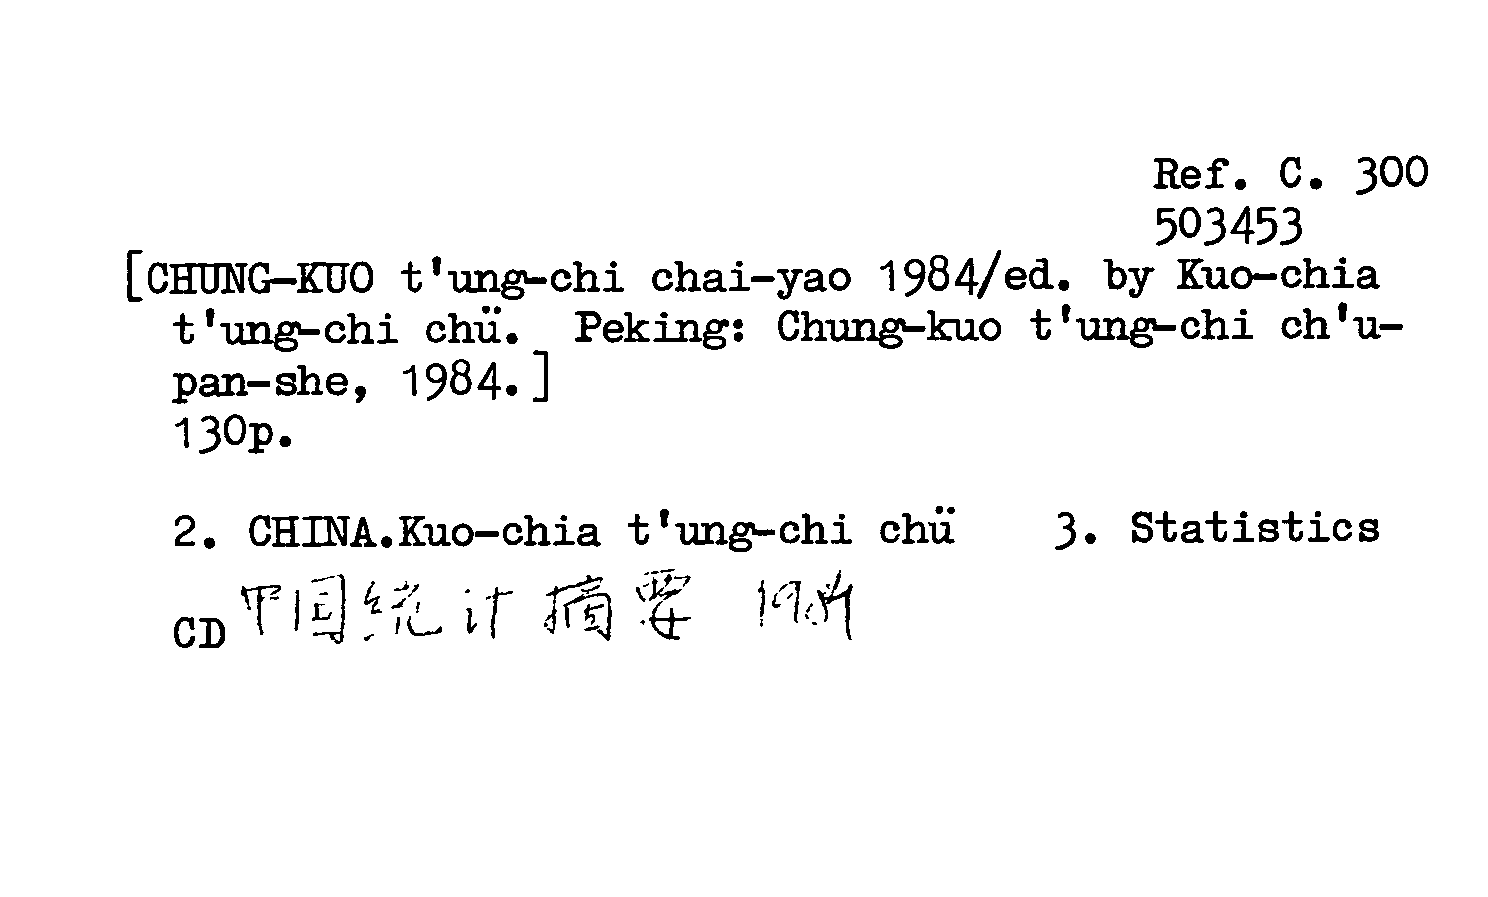 Ref. C. 300
503453
[CHUNG-KUO t'ung-chi chai-yao 1984/ed. by Kuo-chia
t'ung-chi chü. Peking: Chung-kuo t'ung-chi ch'u-
pan-she, 1984.]
130p.
2. CHINA.Kuo-chia t'ung-chi chü 3. Statistics
CD 中国统计摘要 1984